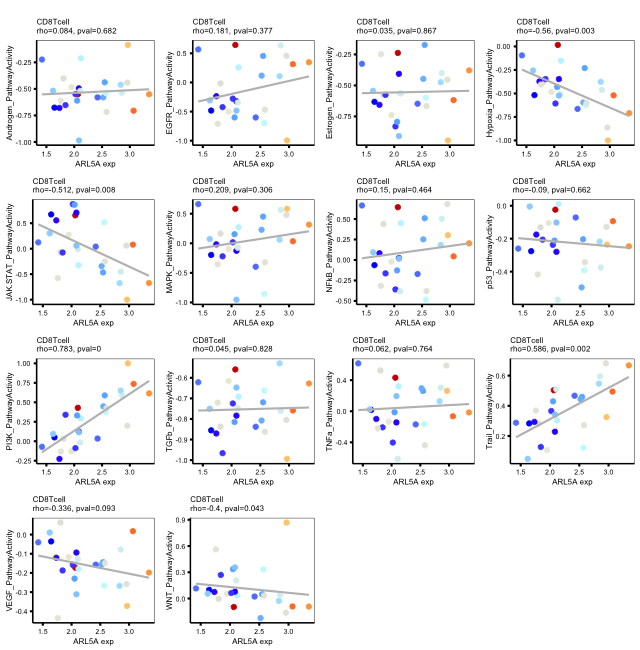 CD8Tcell
rho=0.084, pval=0.682
Androgen_PathwayActivity
-0.25
-0.50
-0.75
-1.00
1.5 2.0 2.5 3.0
ARL5A exp
CD8Tcell
rho=0.181, pval=0.377
EGFR_PathwayActivity
0.5
0.0
-0.5
-1.0
1.5 2.0 2.5 3.0
ARL5A exp
CD8Tcell
rho=0.035, pval=0.867
Estrogen_PathwayActivity
-0.25
-0.50
-0.75
1.5 2.0 2.5 3.0
ARL5A exp
CD8Tcell
rho=-0.56, pval=0.003
Hypoxia_PathwayActivity
0.00
-0.25
-0.50
-0.75
-1.00
1.5 2.0 2.5 3.0
ARL5A exp
CD8Tcell
rho=-0.512, pval=0.008
JAK.STAT_PathwayActivity
0.5
0.0
-0.5
-1.0
1.5 2.0 2.5 3.0
ARL5A exp
CD8Tcell
rho=0.209, pval=0.306
MAPK_PathwayActivity
0.5
0.0
-0.5
-1.0
1.5 2.0 2.5 3.0
ARL5A exp
CD8Tcell
rho=0.15, pval=0.464
NFkB_PathwayActivity
0.50
0.25
0.00
-0.25
-0.50
1.5 2.0 2.5 3.0
ARL5A exp
CD8Tcell
rho=-0.09, pval=0.662
p53_PathwayActivity
0.0
-0.2
-0.4
1.5 2.0 2.5 3.0
ARL5A exp
CD8Tcell
rho=0.783, pval=0
PI3K_PathwayActivity
1.00
0.75
0.50
0.25
0.00
-0.25
1.5 2.0 2.5 3.0
ARL5A exp
CD8Tcell
rho=0.045, pval=0.828
TGFb_PathwayActivity
-0.6
-0.7
-0.8
-0.9
-1.0
1.5 2.0 2.5 3.0
ARL5A exp
CD8Tcell
rho=0.062, pval=0.764
TNFa_PathwayActivity
0.4
0.0
-0.4
1.5 2.0 2.5 3.0
ARL5A exp
CD8Tcell
rho=0.586, pval=0.002
Trail_PathwayActivity
0.6
0.4
0.2
1.5 2.0 2.5 3.0
ARL5A exp
CD8Tcell
rho=-0.336, pval=0.093
VEGF_PathwayActivity
0.0
-0.1
-0.2
-0.3
-0.4
1.5 2.0 2.5 3.0
ARL5A exp
CD8Tcell
rho=-0.4, pval=0.043
WNT_PathwayActivity
0.9
0.6
0.3
0.0
1.5 2.0 2.5 3.0
ARL5A exp